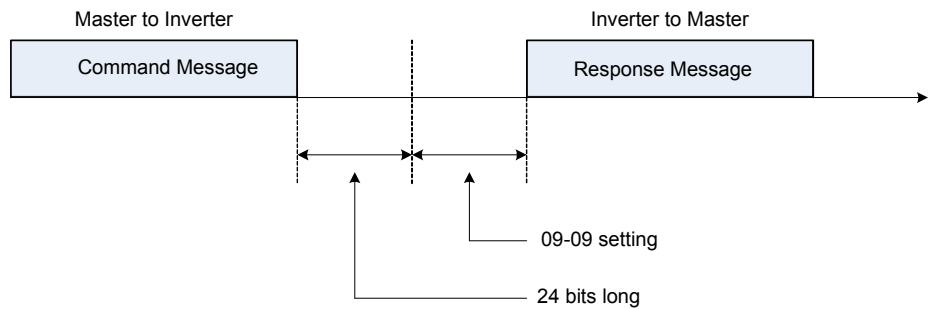 Master to Inverter
Inverter to Master
Command Message
Response Message
09-09 setting
24 bits long